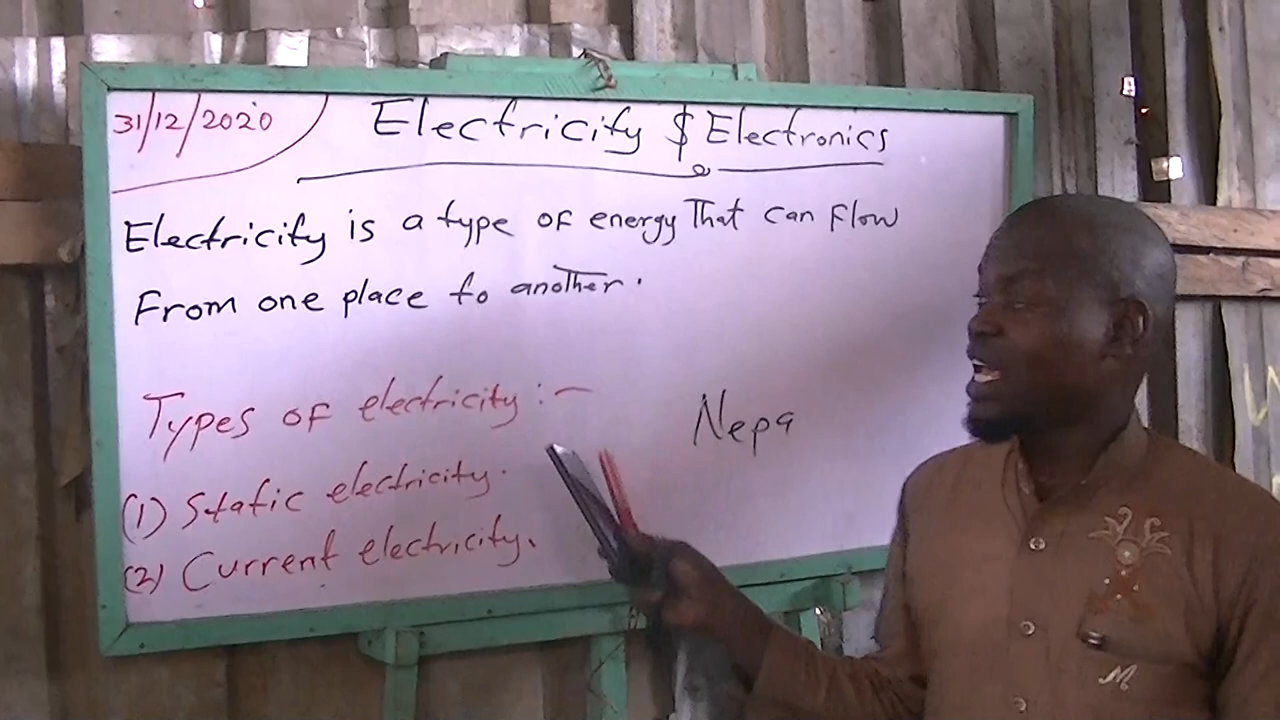 31/12/2020
Electricity $ Electronics
Electricity is a type of energy That can Flow
From one place to another.
Types of electricity:-
Nepa
(1) Static electricity.
(2) Current electricity.
M